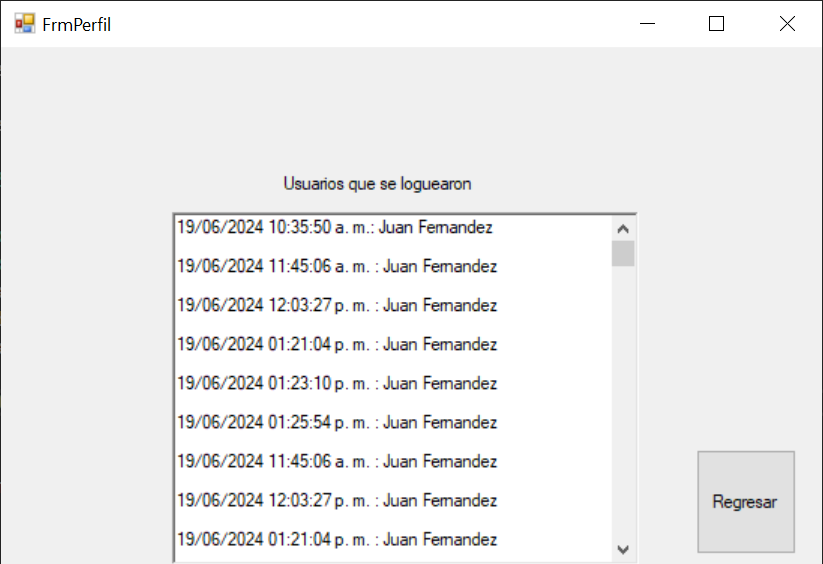 FrmPerfil
Usuarios que se loguearon
19/06/2024 10:35:50 a. m.: Juan Fernandez
19/06/2024 11:45:06 a. m. : Juan Fernandez
19/06/2024 12:03:27 p. m. : Juan Fernandez
19/06/2024 01:21:04 p. m. : Juan Fernandez
19/06/2024 01:23:10 p. m. : Juan Fernandez
19/06/2024 01:25:54 p. m. : Juan Fernandez
19/06/2024 11:45:06 a. m. : Juan Fernandez
19/06/2024 12:03:27 p. m. : Juan Fernandez
19/06/2024 01:21:04 p. m. : Juan Fernandez
Regresar